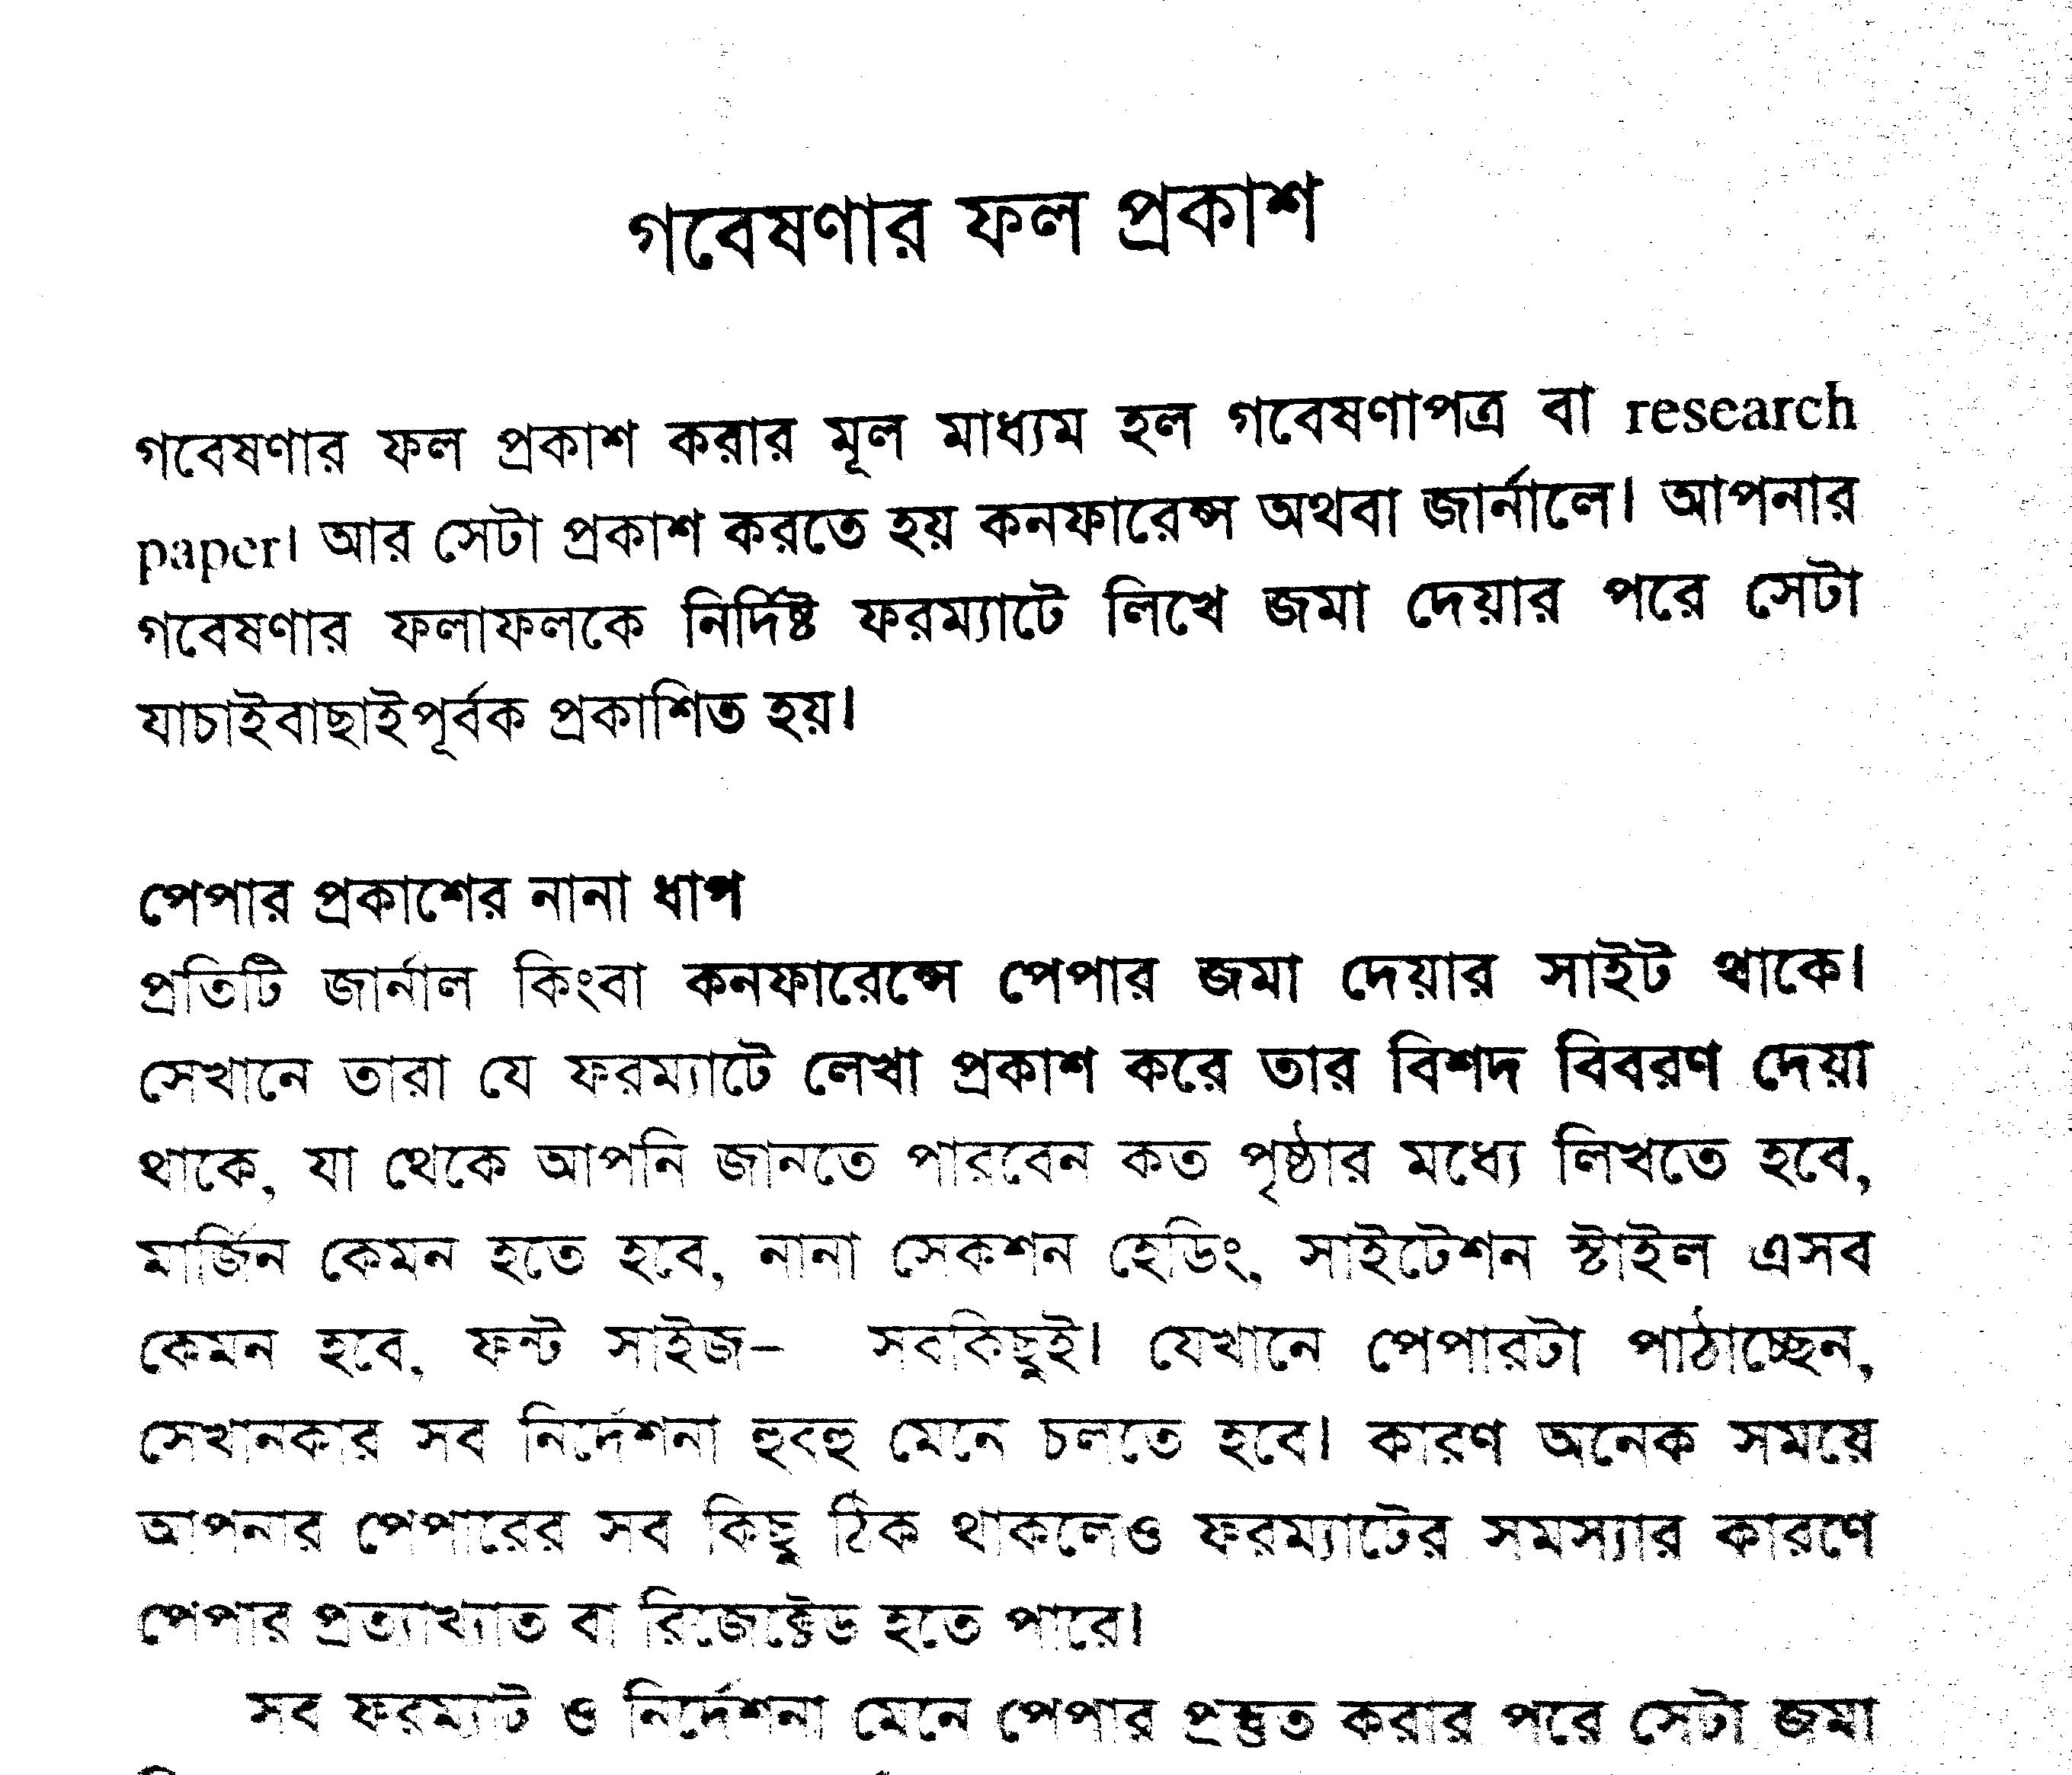 গবেষণার ফল প্রকাশ
গবেষণার ফল প্রকাশ করার মূল মাধ্যম হল গবেষণাপত্র বা research
paper। আর সেটা প্রকাশ করতে হয় কনফারেন্স অথবা জার্নালে। আপনার
গবেষণার ফলাফলকে নির্দিষ্ট ফরম্যাটে লিখে জমা দেয়ার পরে সেটা
যাচাইবাছাইপূর্বক প্রকাশিত হয়।
পেপার প্রকাশের নানা ধাপ
প্রতিটি জার্নাল কিংবা কনফারেন্সে পেপার জমা দেয়ার সাইট থাকে।
সেখানে তারা যে ফরম্যাটে লেখা প্রকাশ করে তার বিশদ বিবরণ দেয়া
থাকে, যা থেকে আপনি জানতে পারবেন কত পৃষ্ঠার মধ্যে লিখতে হবে,
মার্জিন কেমন হতে হবে, নানা সেকশন হেডিং, সাইটেশন স্টাইল এসব
কেমন হবে, ফন্ট সাইজ– সবকিছুই। যেখানে পেপারটা পাঠাচ্ছেন,
সেখানকার সব নির্দেশনা হুবহু মেনে চলতে হবে। কারণ অনেক সময়ে
আপনার পেপারের সব কিছু ঠিক থাকলেও ফরম্যাটের সমস্যার কারণে
পেপার প্রত্যাখ্যাত বা রিজেক্টেড হতে পারে।
সব ফরম্যাট ও নির্দেশনা মেনে পেপার প্রস্তুত করার পরে সেটা জমা